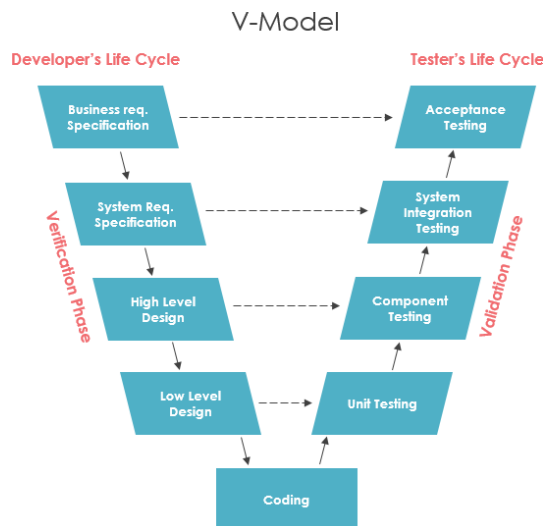 V-Model
Developer's Life Cycle
Tester's Life Cycle
Business req.
Specification
Acceptance
Testing
System Req.
Specification
System
Integration
Testing
Verification Phase
Validation Phase
High Level
Design
Component
Testing
Low Level
Design
Unit Testing
Coding